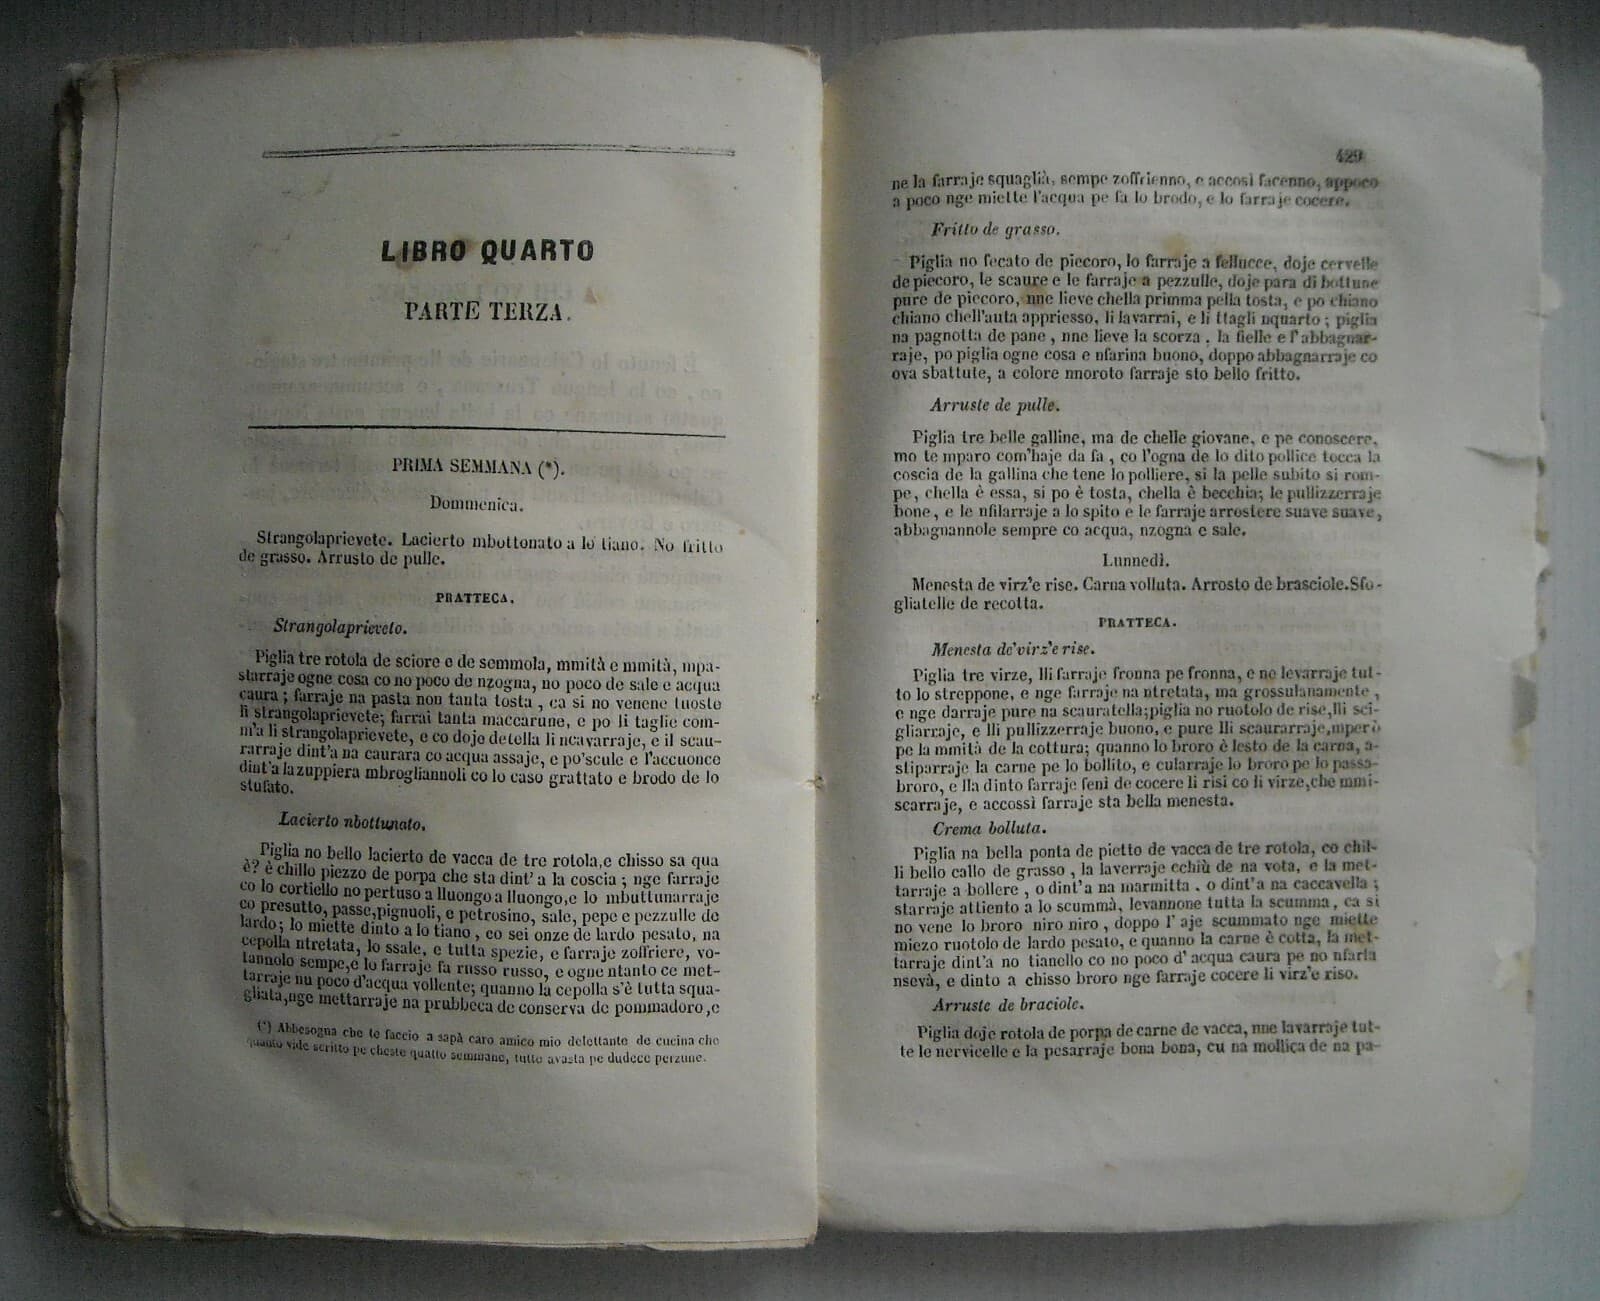 LIBRO QUARTO
PARTE TERZA.
PRIMA SEMMANA (*).
Dommenica.
Strangolaprievete. Lacierto mbottonato a lo tiano. No fritto
de grasso. Arrusto de pulle.
PRATTECA.
Strangolaprieveto.
Piglia tre rotola de sciore e de semmola, mmità e mmità, mpa-
starraje ogne cosa co no poco de nzogna, no poco de sale e acqua
caura; farraje na pasta non tanta tosta, ca si no venene tuoste
li strangolaprievete; farrai tanta maccarune, e po li taglie com-
m'a li strangolaprievete, e co doje detella li ncavarraje, e il scau-
rarraje dint'a na caurara co acqua assaje, e po'scule e l'accuonce
dint'a la zuppiera mbrogliannoli co lo caso grattato e brodo de lo
stufato.
Lacierto nbottunato.
Piglia no bello lacierto de vacca de tre rotola,e chisso sa qua
è? è chillo piezzo de porpa che sta dint' a la coscia; nge farraje
co lo cortiello no pertuso a lluongo a lluongo,e lo mbuttunarraje
co presutto, passe,pignuoli, e petrosino, sale, pepe e pezzulle de
lardo; lo miette dinto a lo tiano, co sei onze de lardo pesato, na
cepolla ntretata, lo ssale, e tutta spezie, e farraje zoffriere, vo-
tannolo sempe,e lo farraje fa russo russo, e ogne ntanto ce met-
tarraje nu poco d'acqua vollente; quanno la cepolla s'è tutta squa-
gliata,nge mettarraje na prubbeca de conserva de pommadoro,e
(*) Abbesogna che te faccio a sapà caro amico mio delettante de cucina che
quanto vide scritto pe cheste quatto semmane, tutto avasta pe dudece perzune.
429
ne la farraje squaglià, sempe zoffrienno, e accossì facenno, appoco
a poco nge miette l'acqua pe fa lo brodo, e lo farraje cocere.
Fritto de grasso.
Piglia no fecato de piccoro, lo farraje a fellucce, doje cervelle
de piecoro, le scaure e le farraje a pezzulle, doje para di bottune
pure de piecoro, nne lieve chella primma pella tosta, e po chiano
chiano chell'auta appriesso, li lavarrai, e li ttagli nquarto; piglia
na pagnotta de pane, nne lieve la scorza, la fielle e l'abbagnar-
raje, po piglia ogne cosa e nfarina buono, doppo abbagnarraje co
ova sbattute, a colore nnoroto farraje sto bello fritto.
Arruste de pulle.
Piglia tre belle galline, ma de chelle giovane, e pe conoscere,
mo te mparo com'haje da fa, co l'ogna de lo dito pollice tocca la
coscia de la gallina che tene lo polliere, si la pelle subito si rom-
pe, chella è essa, si po è tosta, chella è becchia; le pullizzerraje
bone, e le nfilarraje a lo spito e le farraje arrostere suave suave,
abbagnannole sempre co acqua, nzogna e sale.
Lunnedì.
Menesta de virz'e rise. Carna volluta. Arrosto de brasciole.Sfo-
gliatelle de recotta.
PRATTECA.
Menesta de'virz'e rise.
Piglia tre virze, lli farraje fronna pe fronna, e ne levarraje tut-
to lo streppone, e nge farraje na ntretata, ma grossulanamente,
e nge darraje pure na scauratella;piglia no ruotolo de rise,lli sci-
gliarraje, e lli pullizzerraje buono, e pure lli scaurarraje,mperò
pe la mmità de la cottura; quanno lo broro è lesto de la carna, a-
stiparraje la carne pe lo bollito, e cularraje lo broro pe lo passa-
broro, e lla dinto farraje fenì de cocere li risi co li virze,che mmi-
scarraje, e accossì farraje sta bella menesta.
Crema bolluta.
Piglia na bella ponta de pietto de vacca de tre rotola, co chil-
li bello callo de grasso, la laverraje cchiù de na vota, e la met-
tarraje a bollere, o dint'a na marmitta. o dint'a na caccavella;
starraje attiento a lo scummà, levannone tutta la scumma, ca si
no vene lo broro niro niro, doppo l'aje scummato nge miette
miezo ruotolo de lardo pesato, e quanno la carne è cotta, la met-
tarraje dint'a no tianello co no poco d'acqua caura pe no nfarla
nsevà, e dinto a chisso broro nge farraje cocere li virz'e riso.
Arruste de braciole.
Piglia doje rotola de porpa de carne de vacca, nne lavarraje tut-
te le nervicelle e la pesarraje bona bona, cu na mollica de na pa-